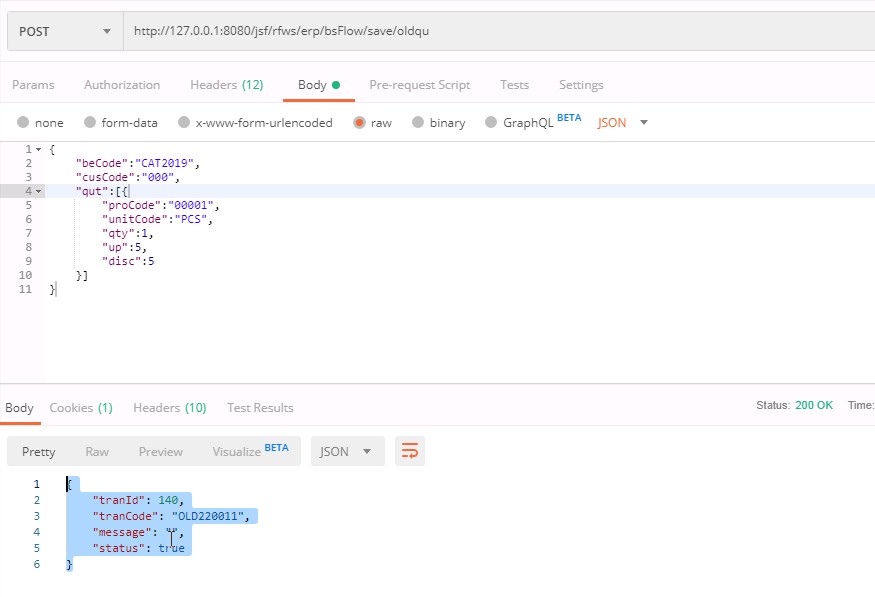 POST http://127.0.0.1:8080/jsf/rfws/erp/bsFlow/save/oldqu
Params Authorization Headers (12) Body Pre-request Script Tests Settings
none form-data x-www-form-urlencoded raw binary GraphQL BETA JSON
1 {
2 "beCode":"CAT2019",
3 "cusCode":"000",
4 "qut":[{
5 "proCode":"00001",
6 "unitCode":"PCS",
7 "qty":1,
8 "up":5,
9 "disc":5
10 }]
11 }
Body Cookies (1) Headers (10) Test Results Status: 200 OK Time:
Pretty Raw Preview Visualize BETA JSON
1 {
2 "tranId": 140,
3 "tranCode": "OLD220011",
4 "message": "",
5 "status": true
6 }